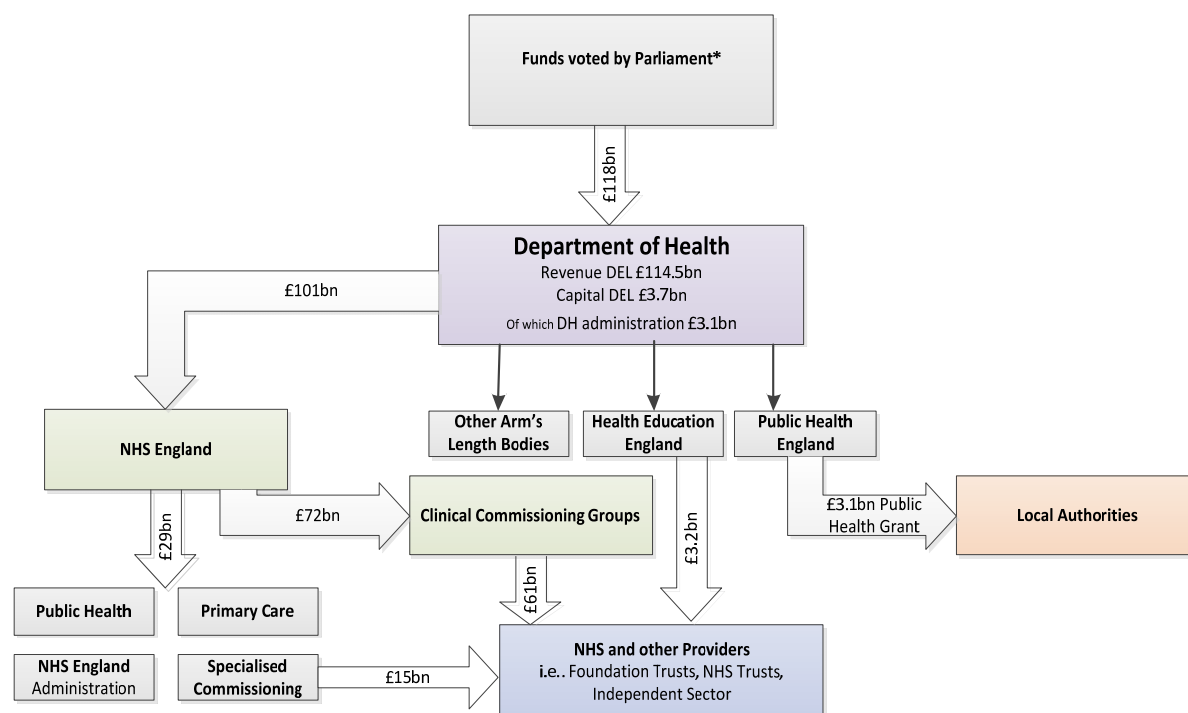 Funds voted by Parliament*
£118bn
Department of Health
Revenue DEL £114.5bn
Capital DEL £3.7bn
Of which DH administration £3.1bn
£101bn
Other Arm's
Length Bodies
Health Education
England
Public Health
England
NHS England
£29bn
£72bn
Clinical Commissioning Groups
£3.2bn
£3.1bn Public
Health Grant
Local Authorities
£61bn
Public Health
Primary Care
NHS England
Administration
Specialised
Commissioning
£15bn
NHS and other Providers
i.e.. Foundation Trusts, NHS Trusts,
Independent Sector